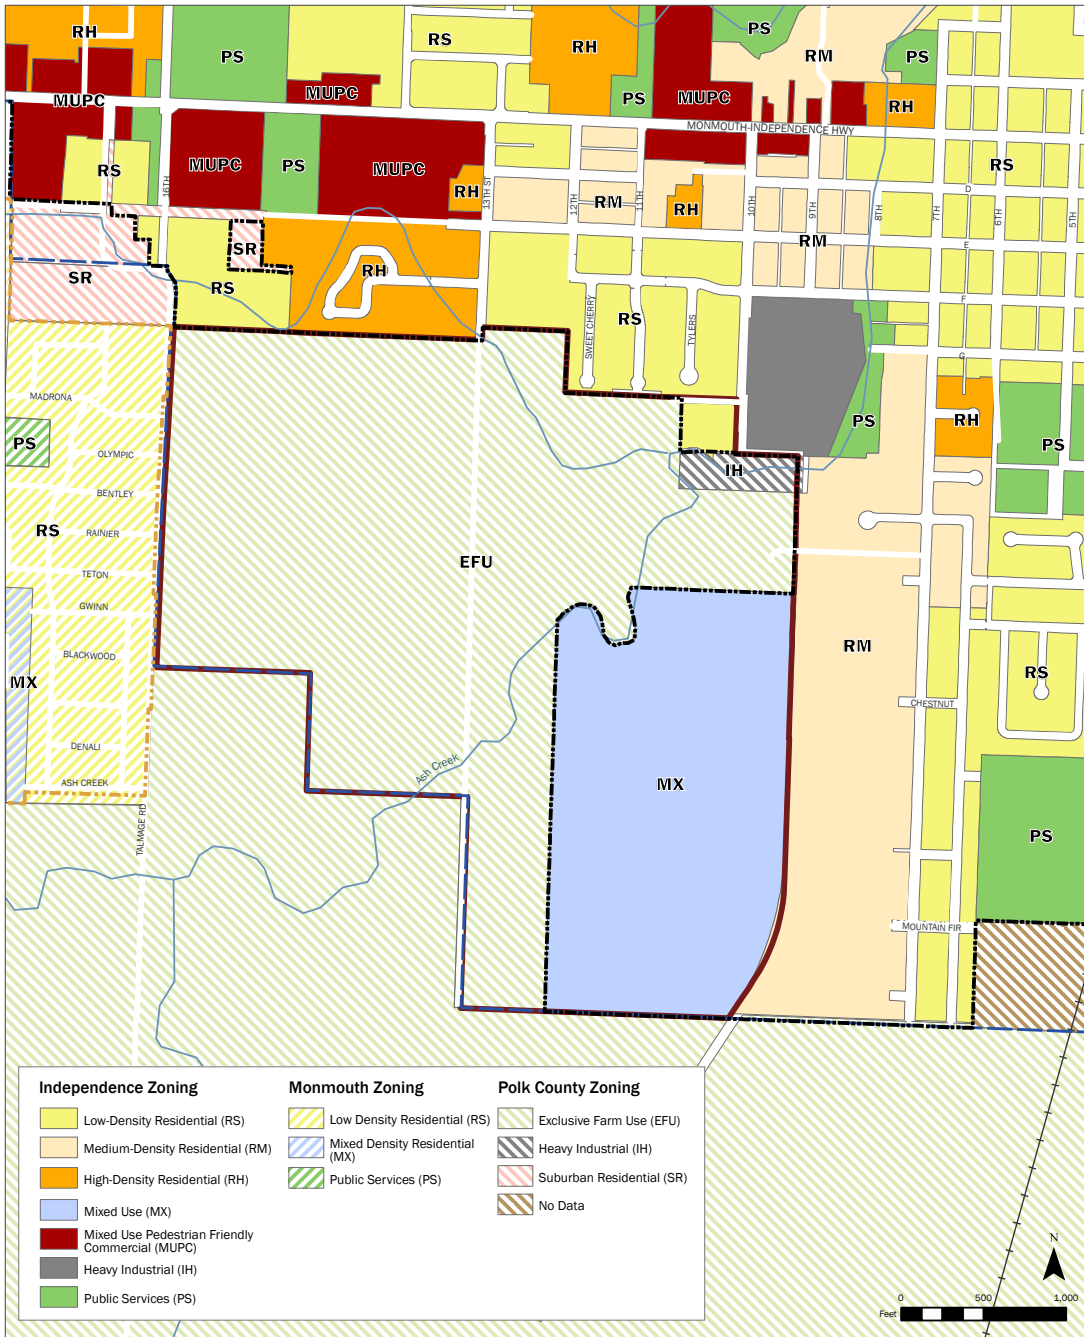 RH
PS
RS
RH
PS
RM
PS
MUPC
MUPC
PS
MUPC
RH
MONMOUTH-INDEPENDENCE HWY
RS
MUPC
PS
MUPC
RS
16TH
RH
13TH ST
12TH
RM
11TH
RH
10TH
9TH
8TH
7TH
6TH
5TH
D
SR
RM
E
SR
RH
RS
F
RS
SWEET CHERRY
TYLERS
G
MADRONA
PS
OLYMPIC
PS
RH
PS
IH
BENTLEY
RS
RAINIER
EFU
TETON
GWINN
BLACKWOOD
RM
MX
RS
CHESTNUT
DENALI
Ash Creek
ASH CREEK
MX
TALMAGE RD
PS
MOUNTAIN FIR
Independence Zoning
Low-Density Residential (RS)
Medium-Density Residential (RM)
High-Density Residential (RH)
Mixed Use (MX)
Mixed Use Pedestrian Friendly
Commercial (MUPC)
Heavy Industrial (IH)
Public Services (PS)
Monmouth Zoning
Low Density Residential (RS)
Mixed Density Residential
(MX)
Public Services (PS)
Polk County Zoning
Exclusive Farm Use (EFU)
Heavy Industrial (IH)
Suburban Residential (SR)
No Data
N
0 500 1,000
Feet